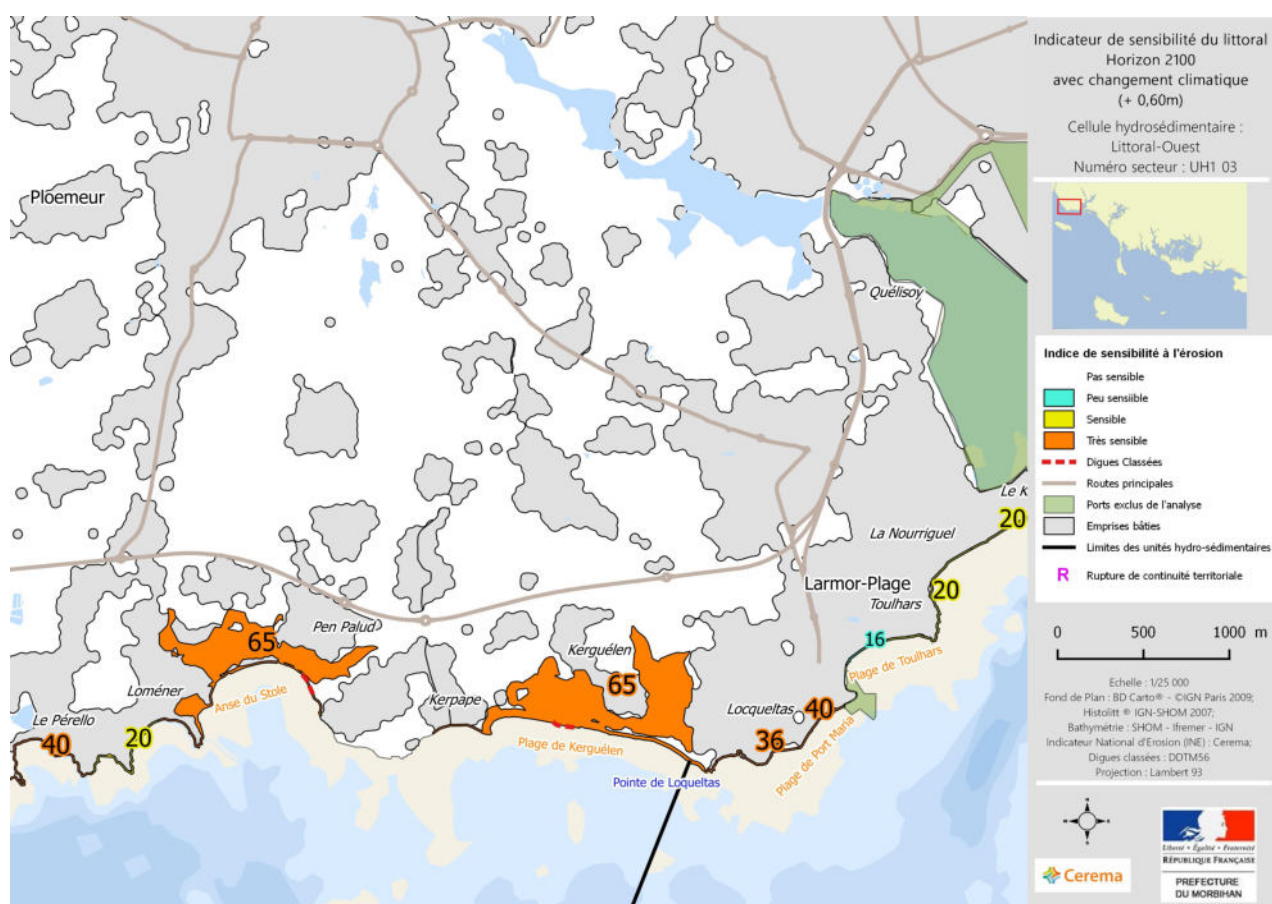 Ploemeur
Quélisoy
Le K
20
La Nourriguel
Larmor-Plage
Toulhars
20
16
Plage de Toulhars
Pen Palud
65
Kerguélen
65
Loméner
Anse du Stole
Kerpape
Locqueltas
40
Le Pérello
40
20
36
Plage de Port Maria
Plage de Kerguélen
Pointe de Loqueltas
Indicateur de sensibilité du littoral
Horizon 2100
avec changement climatique
(+ 0,60m)
Cellule hydrosédimentaire :
Littoral-Ouest
Numéro secteur : UH1 03
Indice de sensibilité à l'érosion
Pas sensible
Peu sensiible
Sensible
Très sensible
Digues Classées
Routes principales
Ports exclus de l'analyse
Emprises bâties
Limites des unités hydro-sédimentaires
R Rupture de continuité territoriale
0 500 1000 m
Echelle : 1/25 000
Fond de Plan : BD Carto® - ©IGN Paris 2009;
Histolitt ® IGN-SHOM 2007;
Bathymétrie : SHOM - Ifremer - IGN
Indicateur National d'Erosion (INE) : Cerema;
Digues classées : DDTM56
Projection : Lambert 93
Cerema
Liberté • Égalité • Fraternité
RÉPUBLIQUE FRANÇAISE
PREFECTURE
DU MORBIHAN